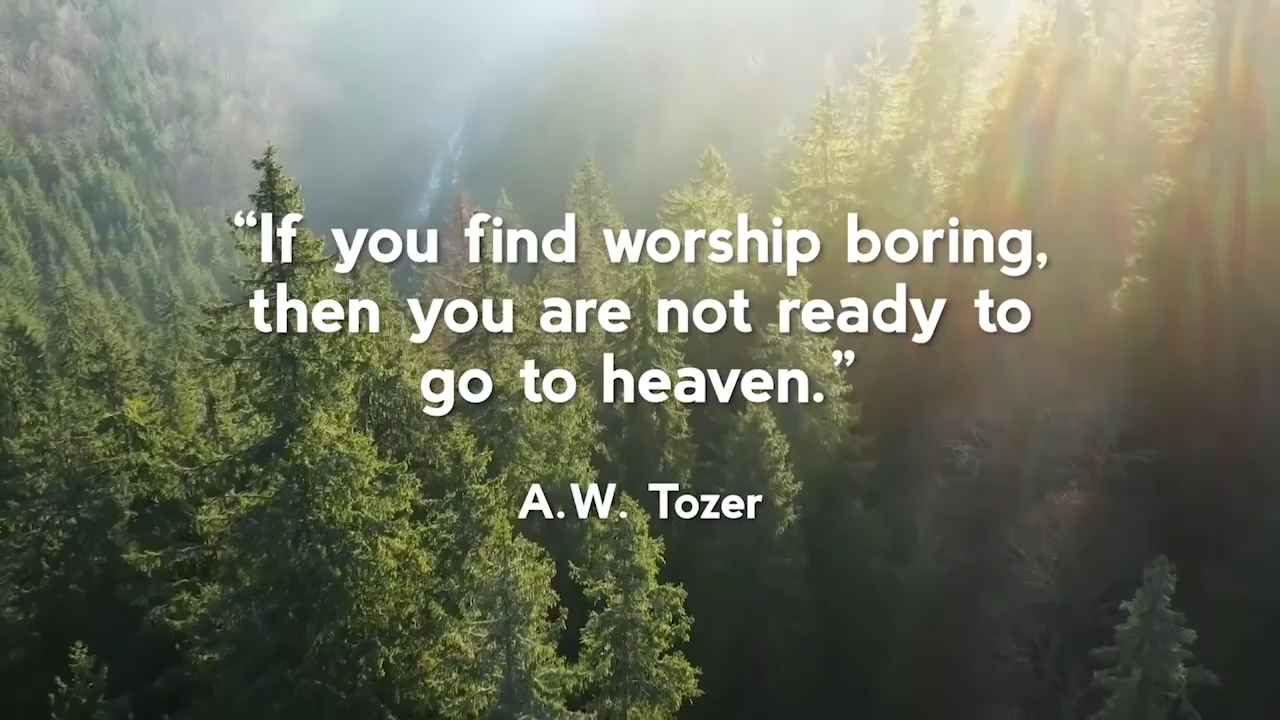 “If you find worship boring,
then you are not ready to
go to heaven.”
A.W. Tozer